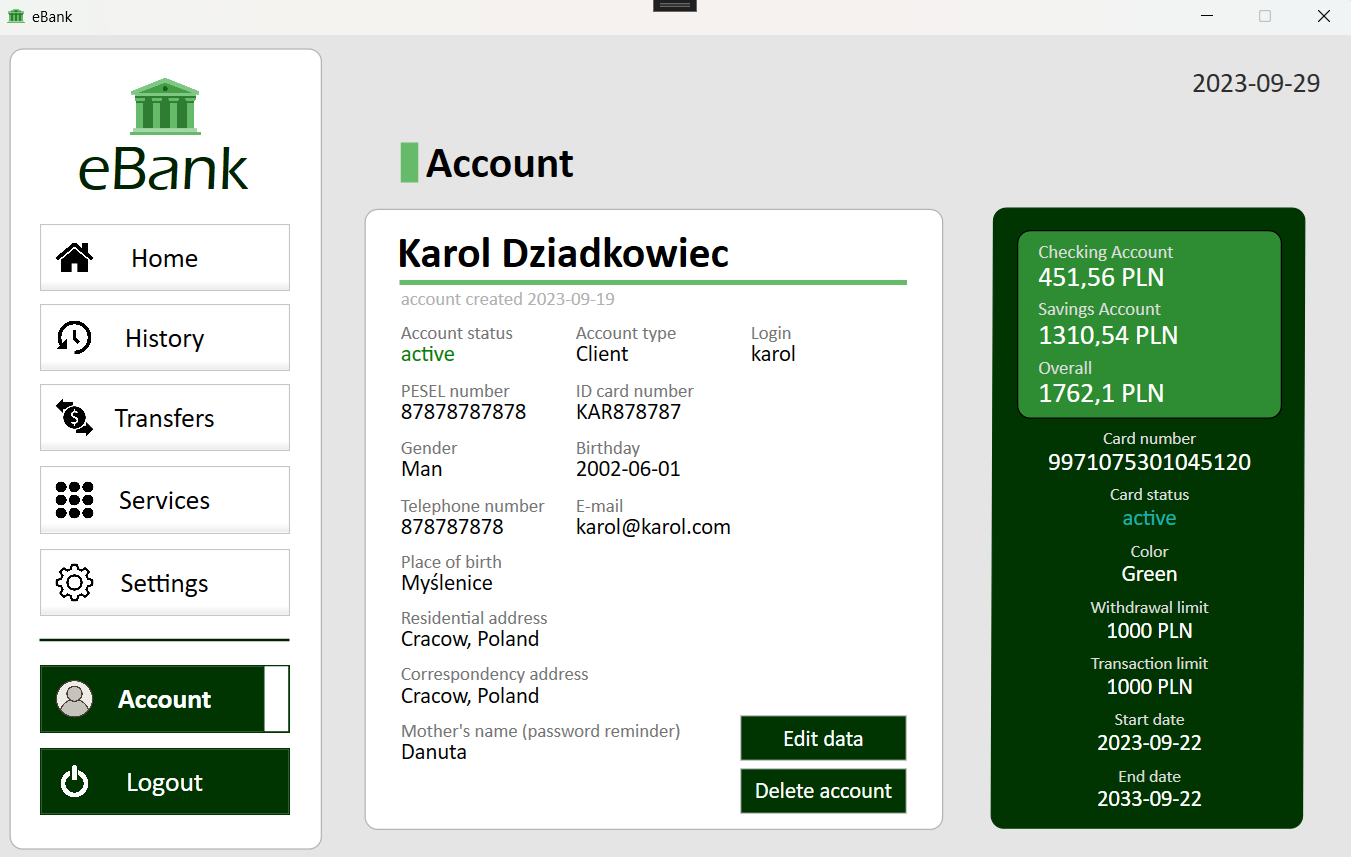 eBank
2023-09-29
eBank
Home
History
Transfers
Services
Settings
Account
Logout
Account
Karol Dziadkowiec
account created 2023-09-19
Account status Account type Login
active Client karol
PESEL number ID card number
87878787878 KAR878787
Gender Birthday
Man 2002-06-01
Telephone number E-mail
878787878 karol@karol.com
Place of birth
Myślenice
Residential address
Cracow, Poland
Correspondency address
Cracow, Poland
Mother's name (password reminder)
Danuta
Edit data
Delete account
Checking Account
451,56 PLN
Savings Account
1310,54 PLN
Overall
1762,1 PLN
Card number
9971075301045120
Card status
active
Color
Green
Withdrawal limit
1000 PLN
Transaction limit
1000 PLN
Start date
2023-09-22
End date
2033-09-22